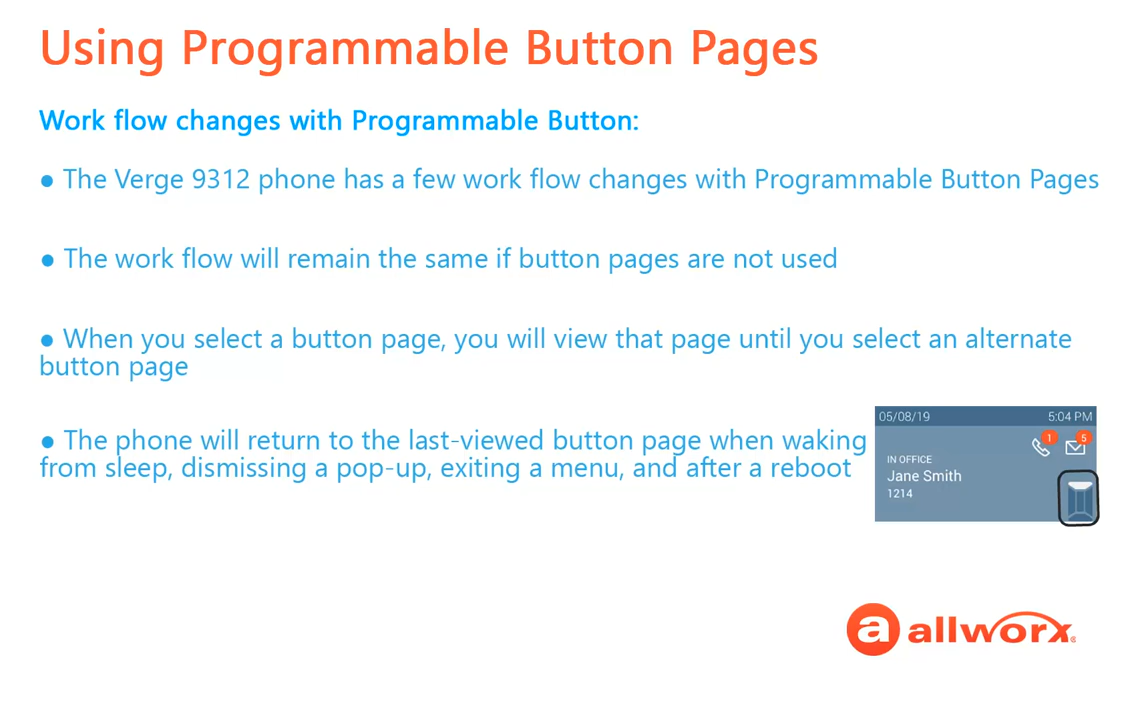 Using Programmable Button Pages
Work flow changes with Programmable Button:
● The Verge 9312 phone has a few work flow changes with Programmable Button Pages
● The work flow will remain the same if button pages are not used
● When you select a button page, you will view that page until you select an alternate
button page
● The phone will return to the last-viewed button page when waking
from sleep, dismissing a pop-up, exiting a menu, and after a reboot
05/08/19 5:04 PM
1 5
IN OFFICE
Jane Smith
1214
a allworx®